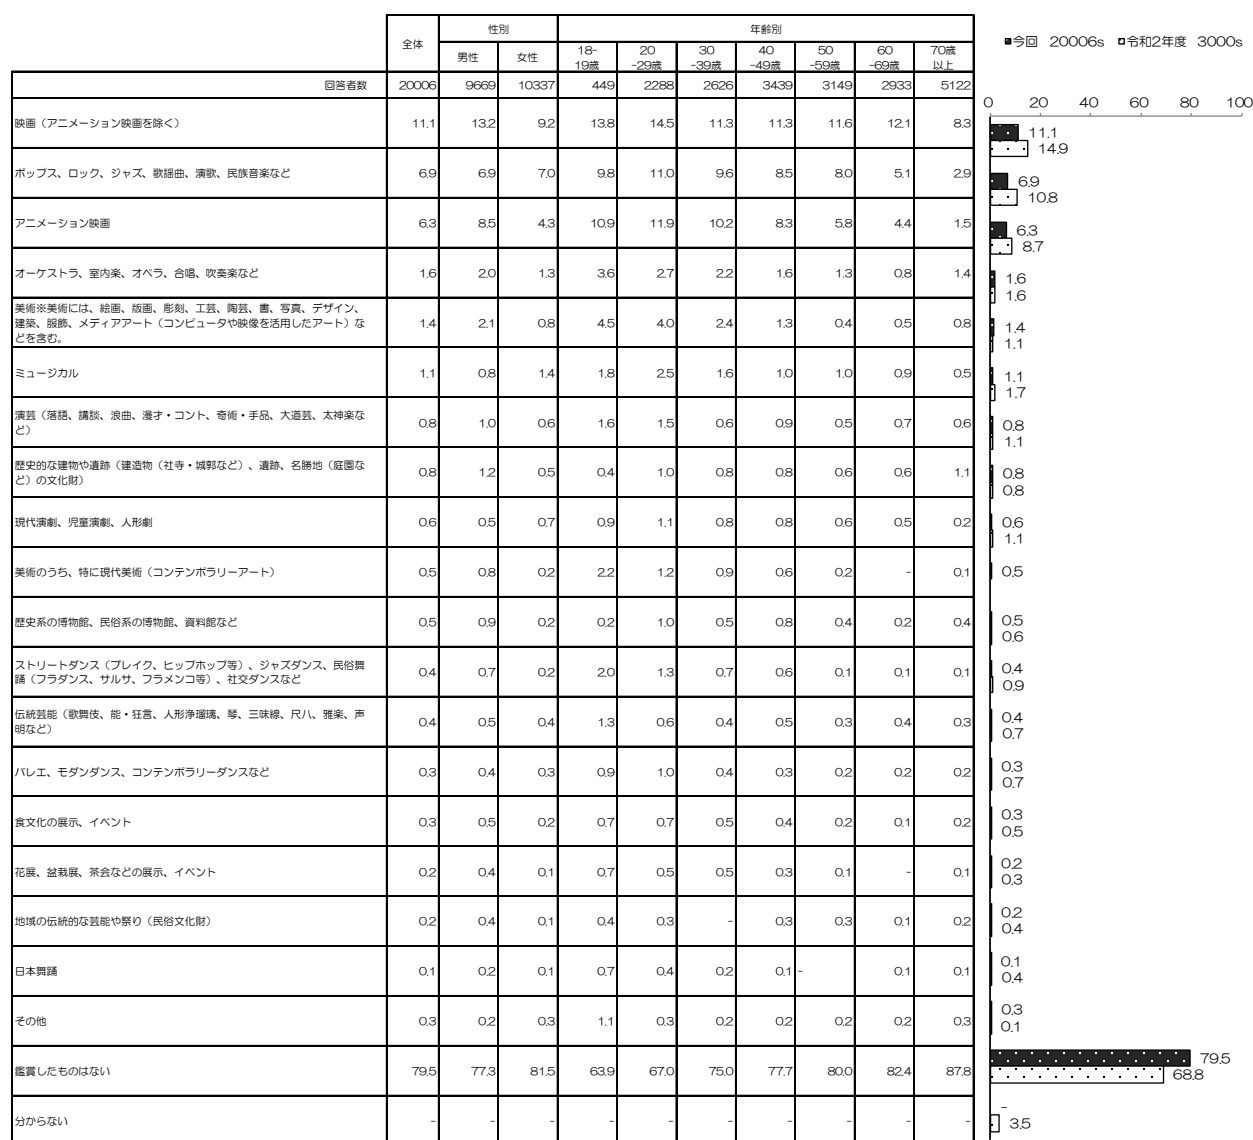 全体 性別 年齢別
男性 女性 18-19歳 20-29歳 30-39歳 40-49歳 50-59歳 60-69歳 70歳以上
■今回 20006s □令和2年度 3000s
回答者数 20006 9669 10337 449 2288 2626 3439 3149 2933 5122
0 20 40 60 80 100
映画（アニメーション映画を除く） 11.1 13.2 9.2 13.8 14.5 11.3 11.3 11.6 12.1 8.3 11.1 14.9
ポップス、ロック、ジャズ、歌謡曲、演歌、民族音楽など 6.9 6.9 7.0 9.8 11.0 9.6 8.5 8.0 5.1 2.9 6.9 10.8
アニメーション映画 6.3 8.5 4.3 10.9 11.9 10.2 8.3 5.8 4.4 1.5 6.3 8.7
オーケストラ、室内楽、オペラ、合唱、吹奏楽など 1.6 2.0 1.3 3.6 2.7 2.2 1.6 1.3 0.8 1.4 1.6 1.6
美術※美術には、絵画、版画、彫刻、工芸、陶芸、書、写真、デザイン、
建築、服飾、メディアアート（コンピュータや映像を活用したアート）な
どを含む。 1.4 2.1 0.8 4.5 4.0 2.4 1.3 0.4 0.5 0.8 1.4 1.1
ミュージカル 1.1 0.8 1.4 1.8 2.5 1.6 1.0 1.0 0.9 0.5 1.1 1.7
演芸（落語、講談、浪曲、漫才・コント、奇術・手品、大道芸、太神楽な
ど） 0.8 1.0 0.6 1.6 1.5 0.6 0.9 0.5 0.7 0.6 0.8 1.1
歴史的な建物や遺跡（建造物（社寺・城郭など）、遺跡、名勝地（庭園な
ど）の文化財） 0.8 1.2 0.5 0.4 1.0 0.8 0.8 0.6 0.6 1.1 0.8 0.8
現代演劇、児童演劇、人形劇 0.6 0.5 0.7 0.9 1.1 0.8 0.8 0.6 0.5 0.2 0.6 1.1
美術のうち、特に現代美術（コンテンポラリーアート） 0.5 0.8 0.2 2.2 1.2 0.9 0.6 0.2 - 0.1 0.5
歴史系の博物館、民俗系の博物館、資料館など 0.5 0.9 0.2 0.2 1.0 0.5 0.8 0.4 0.2 0.4 0.5 0.6
ストリートダンス（ブレイク、ヒップホップ等）、ジャズダンス、民俗舞
踊（フラダンス、サルサ、フラメンコ等）、社交ダンスなど 0.4 0.7 0.2 2.0 1.3 0.7 0.6 0.1 0.1 0.1 0.4 0.9
伝統芸能（歌舞伎、能・狂言、人形浄瑠璃、琴、三味線、尺八、雅楽、声
明など） 0.4 0.5 0.4 1.3 0.6 0.4 0.5 0.3 0.4 0.3 0.4 0.7
バレエ、モダンダンス、コンテンポラリーダンスなど 0.3 0.4 0.3 0.9 1.0 0.4 0.3 0.2 0.2 0.2 0.3 0.7
食文化の展示、イベント 0.3 0.5 0.2 0.7 0.7 0.5 0.4 0.2 0.1 0.2 0.3 0.5
花展、盆栽展、茶会などの展示、イベント 0.2 0.4 0.1 0.7 0.5 0.5 0.3 0.1 - 0.1 0.2 0.3
地域の伝統的な芸能や祭り（民俗文化財） 0.2 0.4 0.1 0.4 0.3 - 0.3 0.3 0.1 0.2 0.2 0.4
日本舞踊 0.1 0.2 0.1 0.7 0.4 0.2 0.1 - 0.1 0.1 0.1 0.4
その他 0.3 0.2 0.3 1.1 0.3 0.2 0.2 0.2 0.2 0.3 0.3 0.1
鑑賞したものはない 79.5 77.3 81.5 63.9 67.0 75.0 77.7 80.0 82.4 87.8 79.5 68.8
分からない - - - - - - - - - - - 3.5